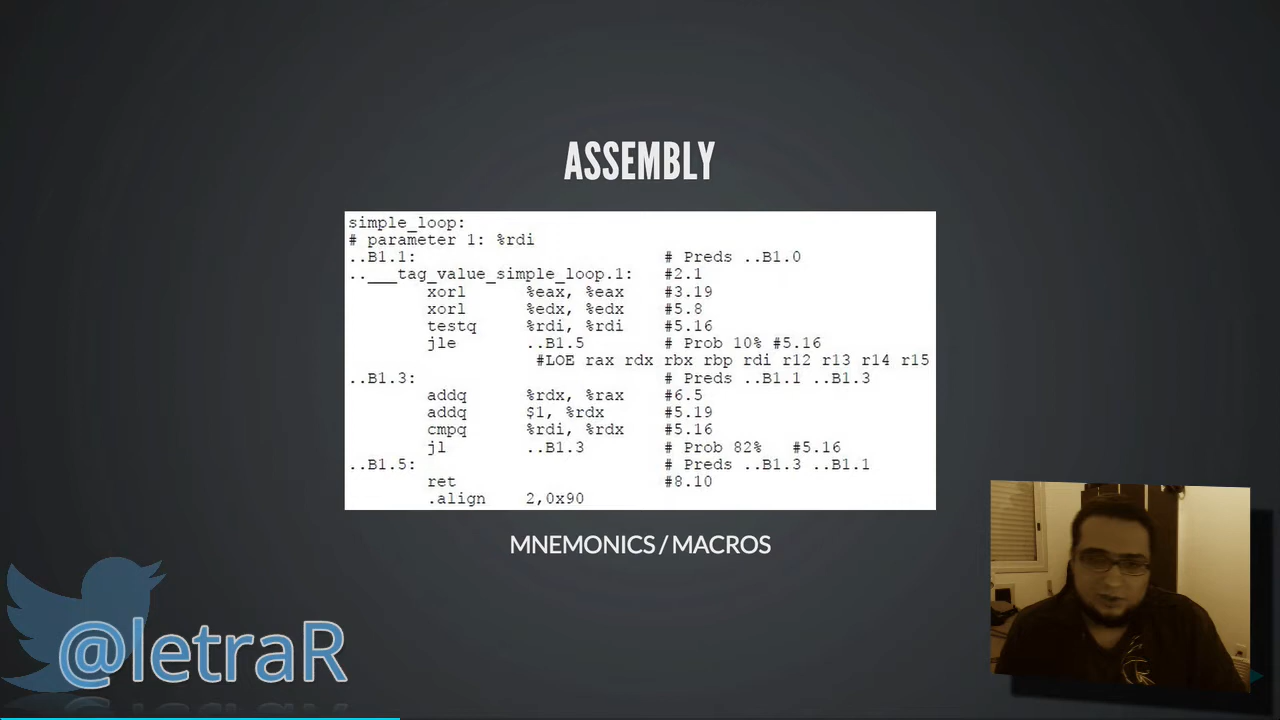 ASSEMBLY
simple_loop:
# parameter 1: %rdi
..B1.1: # Preds ..B1.0
..___tag_value_simple_loop.1: #2.1
xorl %eax, %eax #3.19
xorl %edx, %edx #5.8
testq %rdi, %rdi #5.16
jle ..B1.5 # Prob 10% #5.16
#LOE rax rdx rbx rbp rdi r12 r13 r14 r15
..B1.3: # Preds ..B1.1 ..B1.3
addq %rdx, %rax #6.5
addq $1, %rdx #5.19
cmpq %rdi, %rdx #5.16
jl ..B1.3 # Prob 82% #5.16
..B1.5: # Preds ..B1.3 ..B1.1
ret #8.10
.align 2,0x90
MNEMONICS / MACROS
@letraR